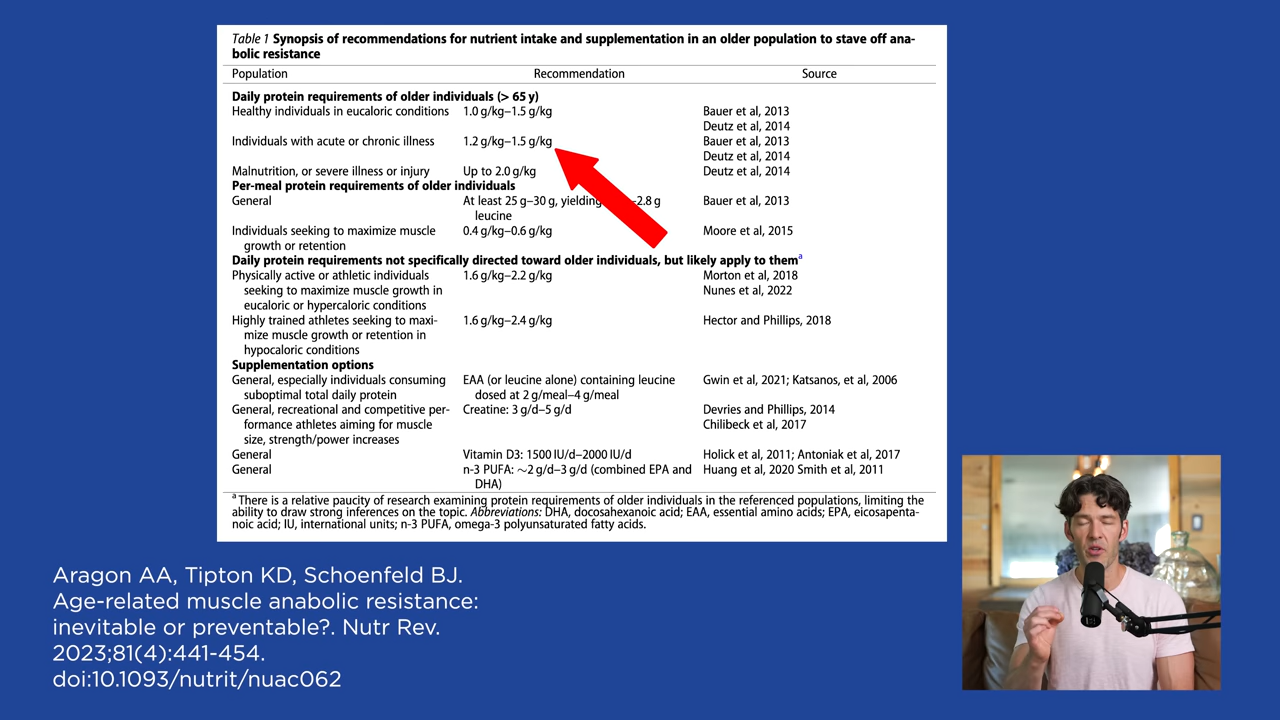 Table 1 Synopsis of recommendations for nutrient intake and supplementation in an older population to stave off ana-
bolic resistance
Population Recommendation Source
Daily protein requirements of older individuals (> 65 y)
Healthy individuals in eucaloric conditions 1.0 g/kg–1.5 g/kg Bauer et al, 2013
Deutz et al, 2014
Individuals with acute or chronic illness 1.2 g/kg–1.5 g/kg Bauer et al, 2013
Deutz et al, 2014
Malnutrition, or severe illness or injury Up to 2.0 g/kg Deutz et al, 2014
Per-meal protein requirements of older individuals
General At least 25 g–30 g, yielding –2.8 g Bauer et al, 2013
leucine
Individuals seeking to maximize muscle 0.4 g/kg–0.6 g/kg Moore et al, 2015
growth or retention
Daily protein requirements not specifically directed toward older individuals, but likely apply to them^a
Physically active or athletic individuals 1.6 g/kg–2.2 g/kg Morton et al, 2018
seeking to maximize muscle growth in Nunes et al, 2022
eucaloric or hypercaloric conditions
Highly trained athletes seeking to maxi- 1.6 g/kg–2.4 g/kg Hector and Phillips, 2018
mize muscle growth or retention in
hypocaloric conditions
Supplementation options
General, especially individuals consuming EAA (or leucine alone) containing leucine Gwin et al, 2021; Katsanos, et al, 2006
suboptimal total daily protein dosed at 2 g/meal–4 g/meal
General, recreational and competitive per- Creatine: 3 g/d–5 g/d Devries and Phillips, 2014
formance athletes aiming for muscle Chilibeck et al, 2017
size, strength/power increases
General Vitamin D3: 1500 IU/d–2000 IU/d Holick et al, 2011; Antoniak et al, 2017
General n-3 PUFA: ~2 g/d–3 g/d (combined EPA and Huang et al, 2020 Smith et al, 2011
DHA)
^a There is a relative paucity of research examining protein requirements of older individuals in the referenced populations, limiting the
ability to draw strong inferences on the topic. Abbreviations: DHA, docosahexanoic acid; EAA, essential amino acids; EPA, eicosapenta-
noic acid; IU, international units; n-3 PUFA, omega-3 polyunsaturated fatty acids.
Aragon AA, Tipton KD, Schoenfeld BJ.
Age-related muscle anabolic resistance:
inevitable or preventable?. Nutr Rev.
2023;81(4):441-454.
doi:10.1093/nutrit/nuac062